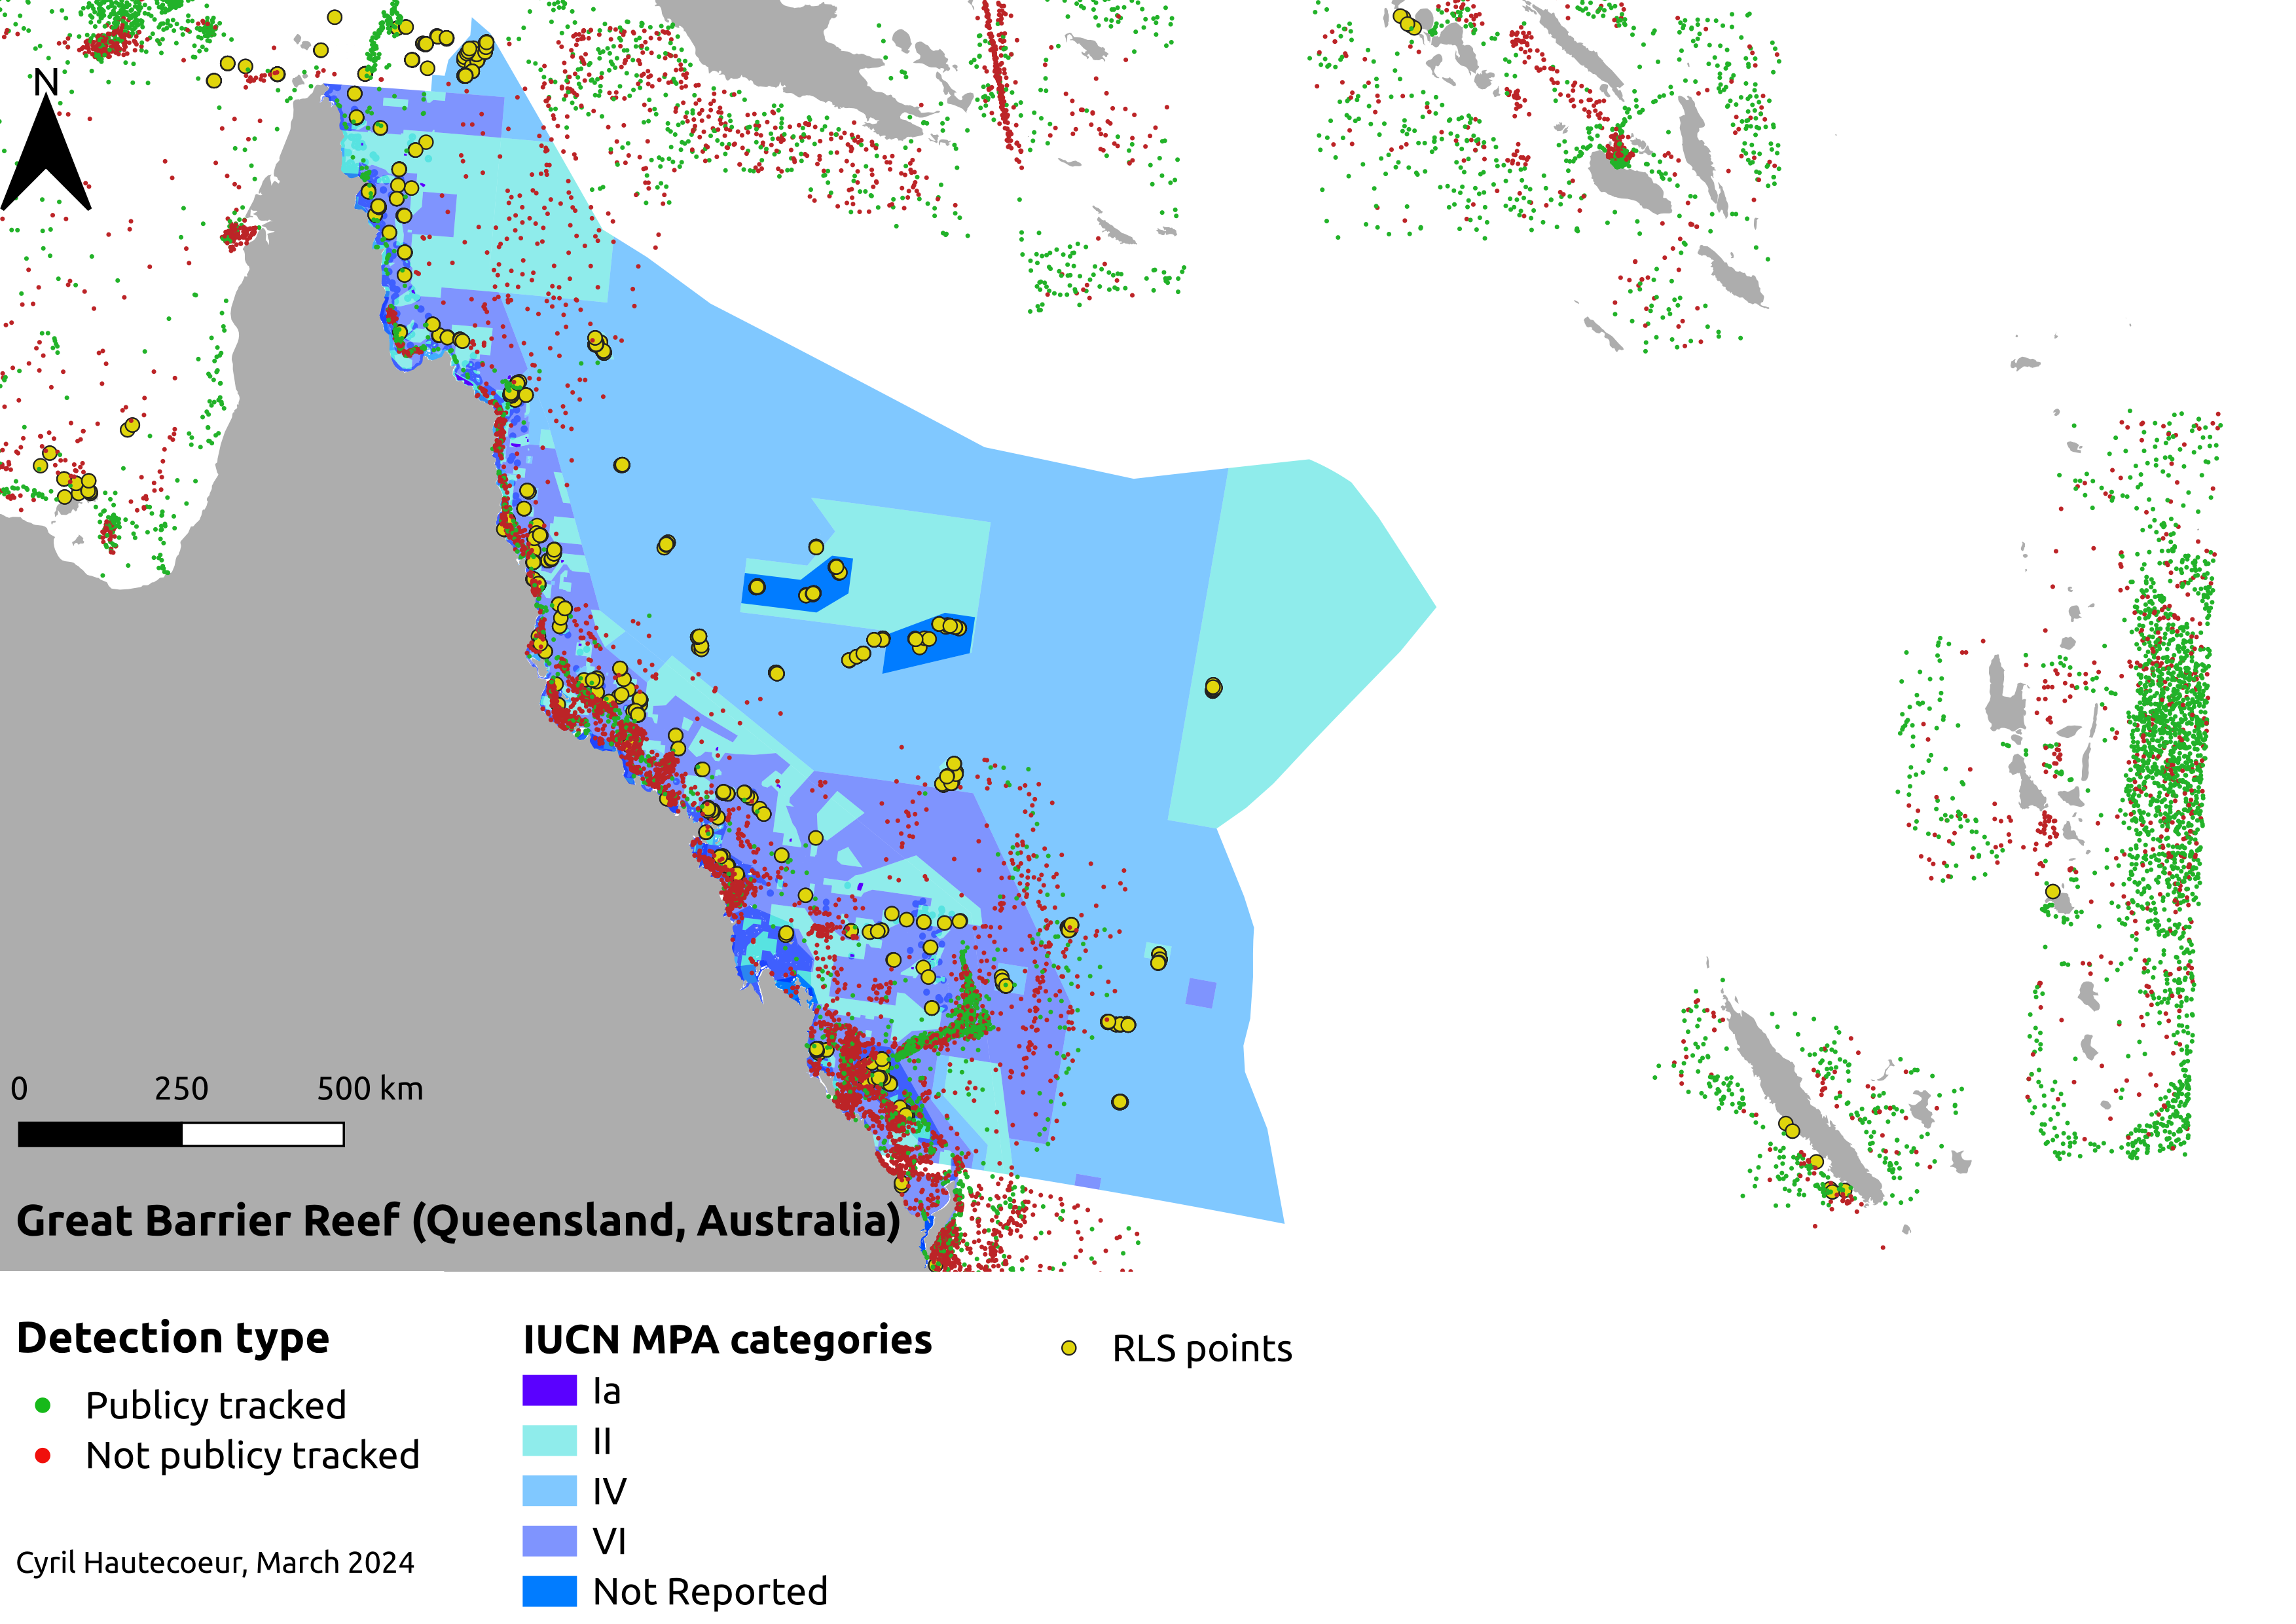 N
0 250 500 km
Great Barrier Reef (Queensland, Australia)
Detection type
Publicy tracked
Not publicy tracked
Cyril Hautecoeur, March 2024
IUCN MPA categories
Ia
II
IV
VI
Not Reported
RLS points